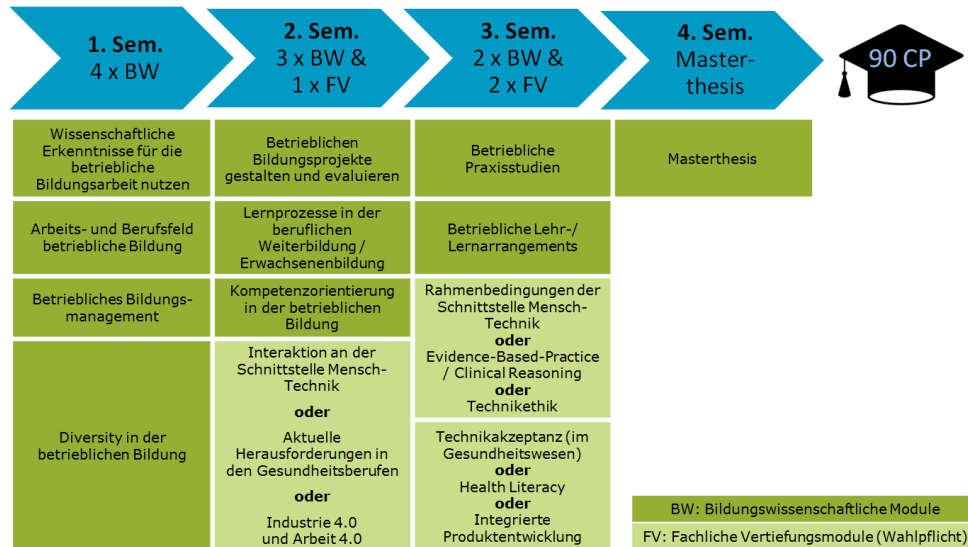 1. Sem.
4 x BW
2. Sem.
3 x BW &
1 x FV
3. Sem.
2 x BW &
2 x FV
4. Sem.
Master-
thesis
90 CP
Wissenschaftliche
Erkenntnisse für die
betriebliche
Bildungsarbeit nutzen
Betrieblichen
Bildungsprojekte
gestalten und evaluieren
Betriebliche
Praxisstudien
Masterthesis
Arbeits- und Berufsfeld
betriebliche Bildung
Lernprozesse in der
beruflichen
Weiterbildung /
Erwachsenenbildung
Betriebliche Lehr-/
Lernarrangements
Betriebliches Bildungs-
management
Kompetenzorientierung
in der betrieblichen
Bildung
Rahmenbedingungen der
Schnittstelle Mensch-
Technik
oder
Evidence-Based-Practice
/ Clinical Reasoning
oder
Technikethik
Diversity in der
betrieblichen Bildung
Interaktion an der
Schnittstelle Mensch-
Technik
oder
Aktuelle
Herausforderungen in
den Gesundheitsberufen
oder
Industrie 4.0
und Arbeit 4.0
Technikakzeptanz (im
Gesundheitswesen)
oder
Health Literacy
oder
Integrierte
Produktentwicklung
BW: Bildungswissenschaftliche Module
FV: Fachliche Vertiefungsmodule (Wahlpflicht)